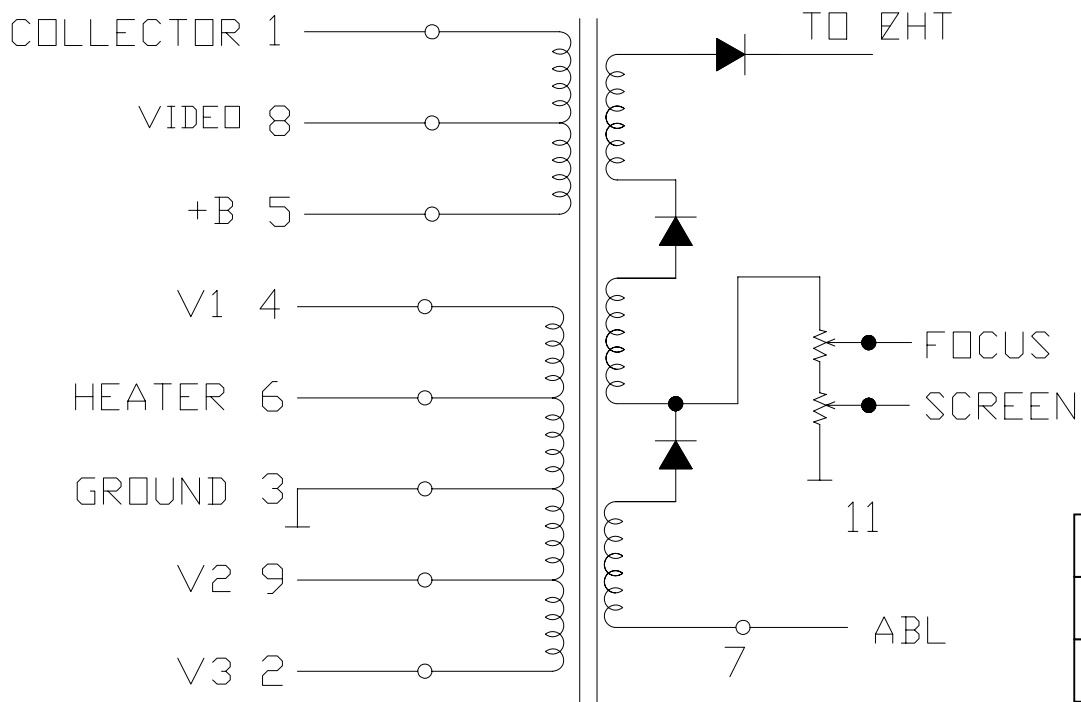 COLLECTOR 1
VIDEO 8
+B 5
V1 4
HEATER 6
GROUND 3
V2 9
V3 2
TO EHT
FOCUS
SCREEN
11
ABL
7